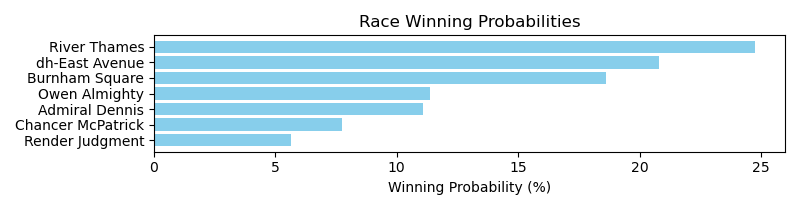 Race Winning Probabilities
River Thames
dh-East Avenue
Burnham Square
Owen Almighty
Admiral Dennis
Chancer McPatrick
Render Judgment
0 5 10 15 20 25
Winning Probability (%)